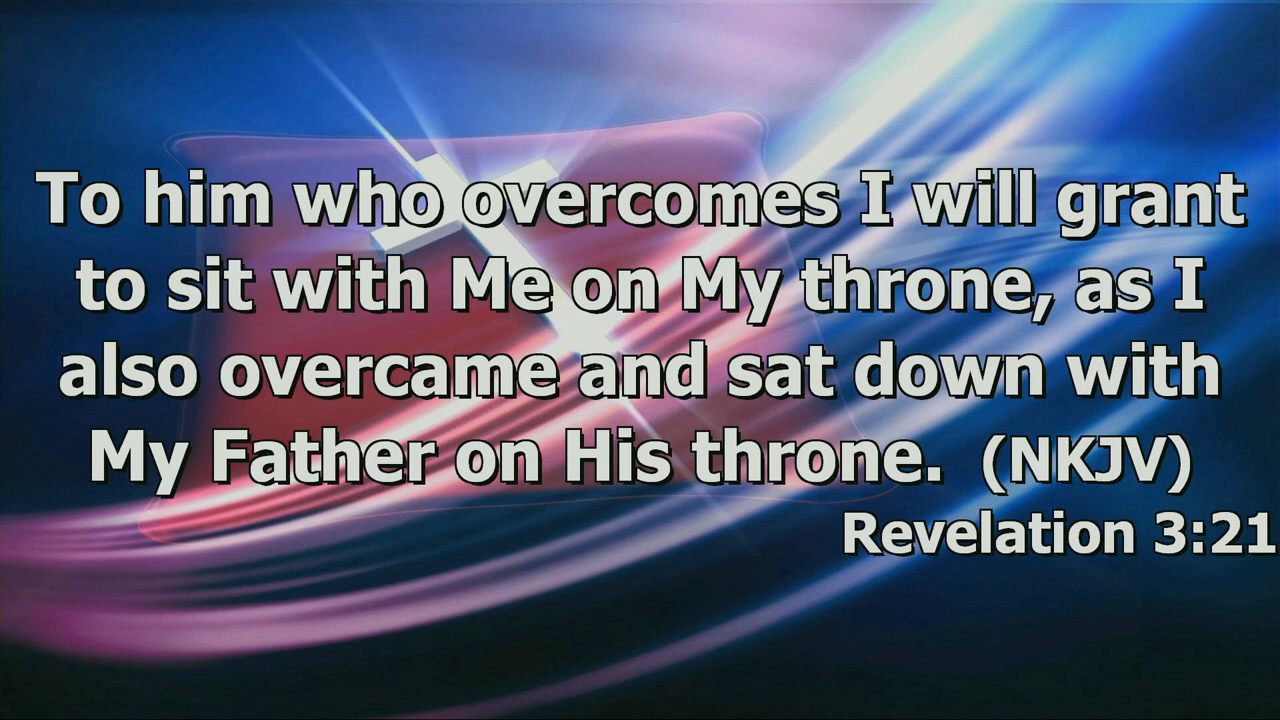 To him who overcomes I will grant
to sit with Me on My throne, as I
also overcame and sat down with
My Father on His throne. (NKJV)
Revelation 3:21